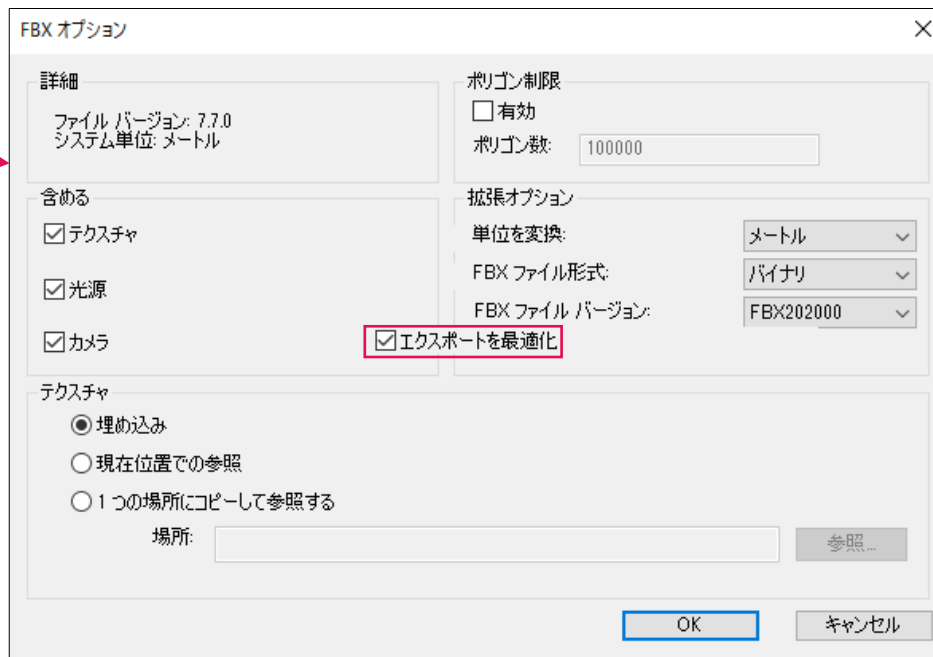 FBX オプション
詳細
ファイル バージョン: 7.7.0
システム単位: メートル
ポリゴン制限
有効
ポリゴン数: 100000
含める
テクスチャ
光源
カメラ
拡張オプション
単位を変換: メートル
FBX ファイル形式: バイナリ
FBX ファイル バージョン: FBX202000
エクスポートを最適化
テクスチャ
埋め込み
現在位置での参照
1 つの場所にコピーして参照する
場所: 参照...
OK キャンセル